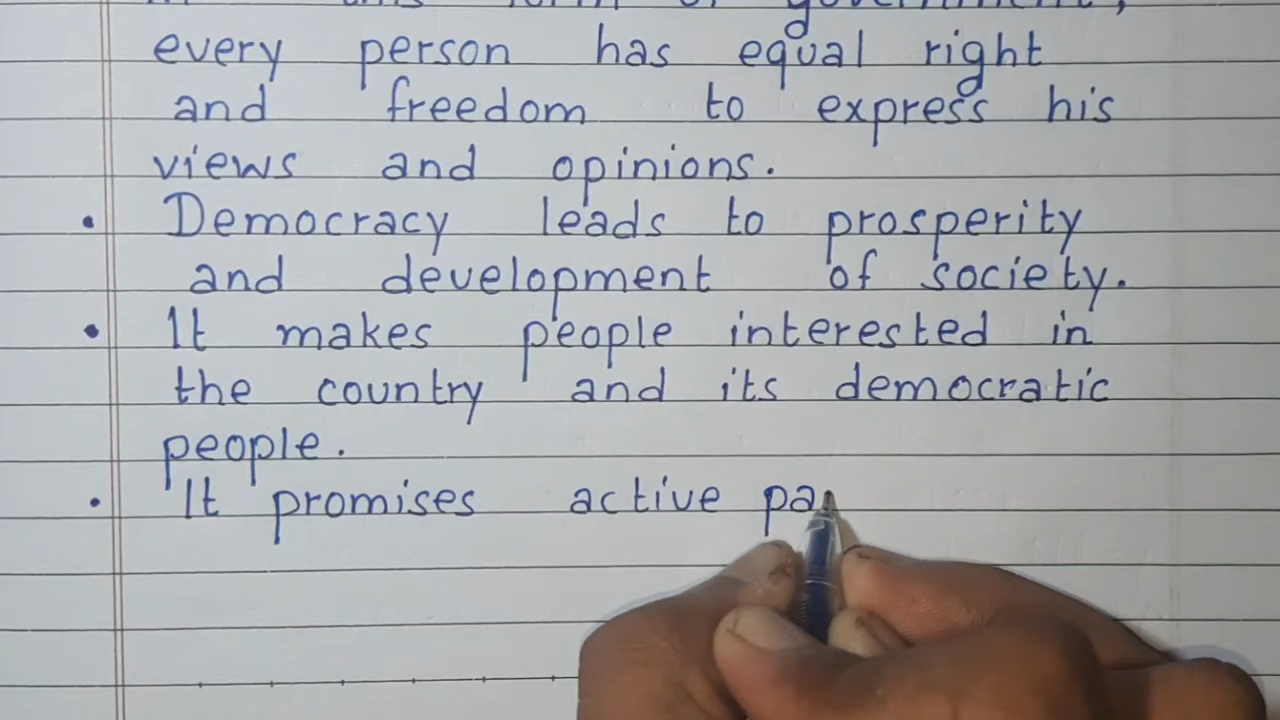 every person has equal right
and freedom to express his
views and opinions.
• Democracy leads to prosperity
and development of society.
• It makes people interested in
the country and its democratic
people.
• It promises active pa